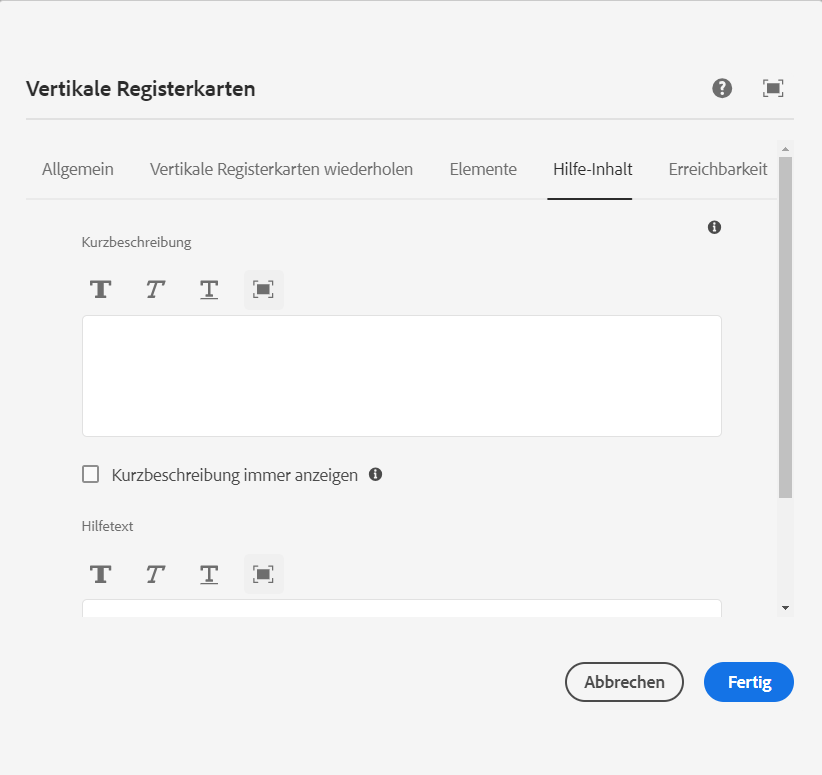 Vertikale Registerkarten
Allgemein Vertikale Registerkarten wiederholen Elemente Hilfe-Inhalt Erreichbarkeit
Kurzbeschreibung
Kurzbeschreibung immer anzeigen
Hilfetext
Abbrechen Fertig